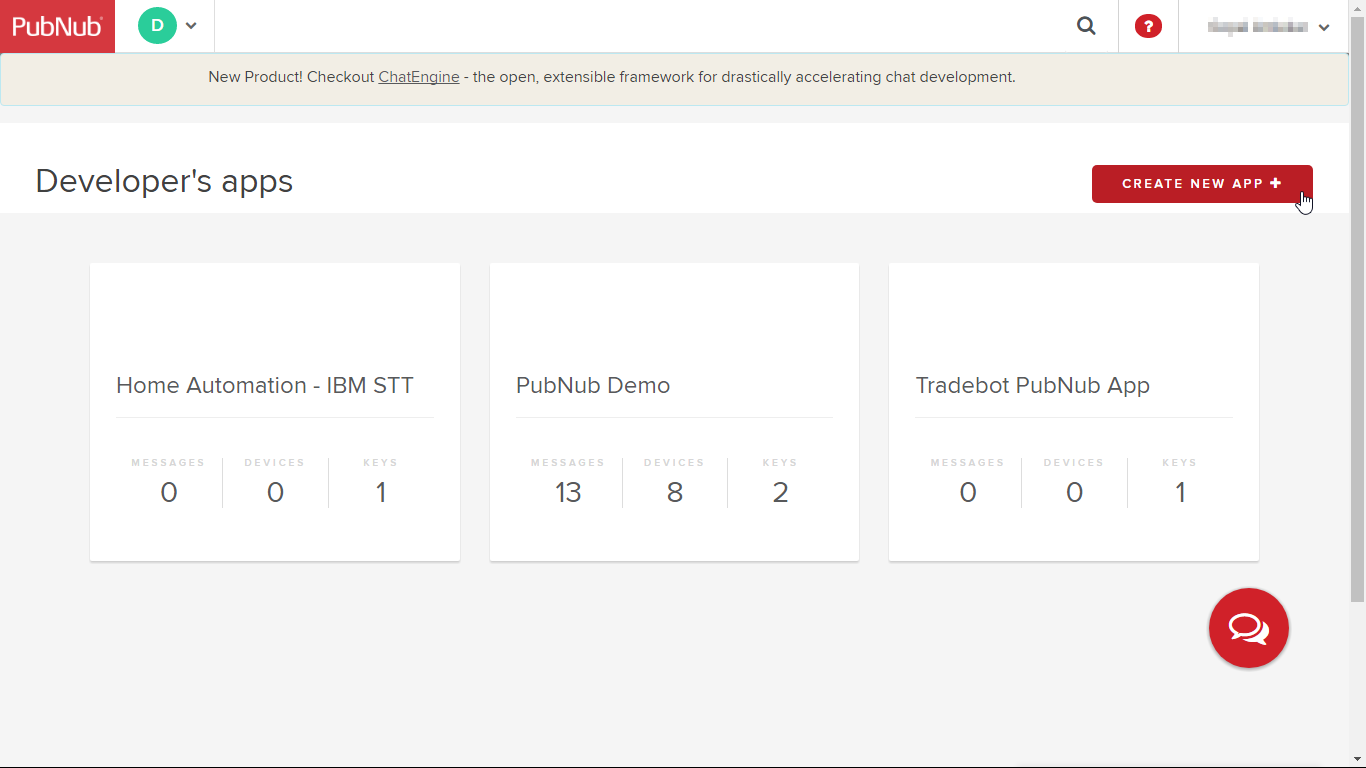 PubNub
D
?
New Product! Checkout ChatEngine - the open, extensible framework for drastically accelerating chat development.
Developer's apps
CREATE NEW APP +
Home Automation - IBM STT
MESSAGES DEVICES KEYS
0 0 1
PubNub Demo
MESSAGES DEVICES KEYS
13 8 2
Tradebot PubNub App
MESSAGES DEVICES KEYS
0 0 1